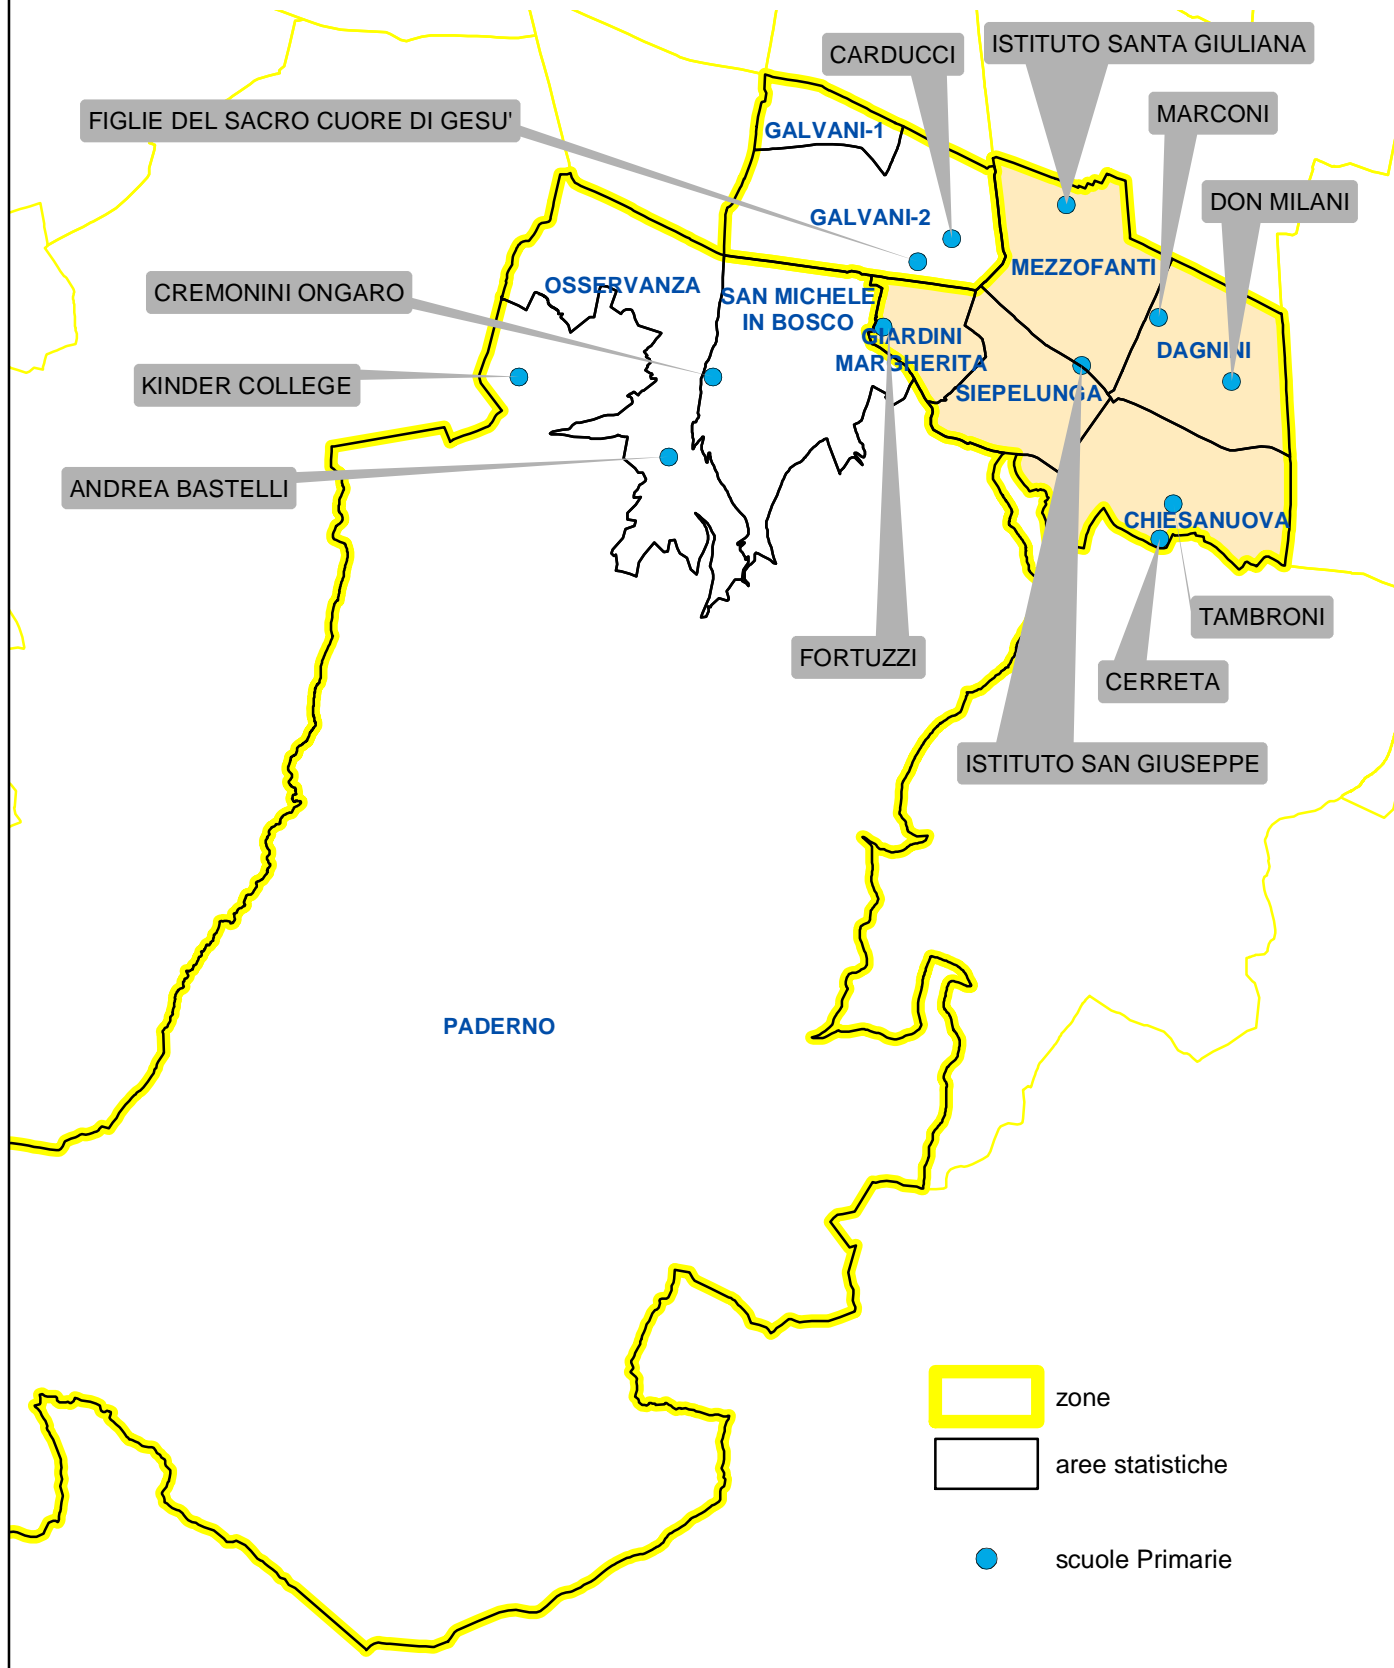 CARDUCCI
ISTITUTO SANTA GIULIANA
MARCONI
FIGLIE DEL SACRO CUORE DI GESU'
GALVANI-1
DON MILANI
GALVANI-2
MEZZOFANTI
OSSERVANZA
CREMONINI ONGARO
SAN MICHELE
IN BOSCO
GIARDINI
MARGHERITA
DAGNINI
KINDER COLLEGE
SIEPELUNGA
ANDREA BASTELLI
CHIESANUOVA
TAMBRONI
FORTUZZI
CERRETA
ISTITUTO SAN GIUSEPPE
PADERNO
zone
aree statistiche
scuole Primarie